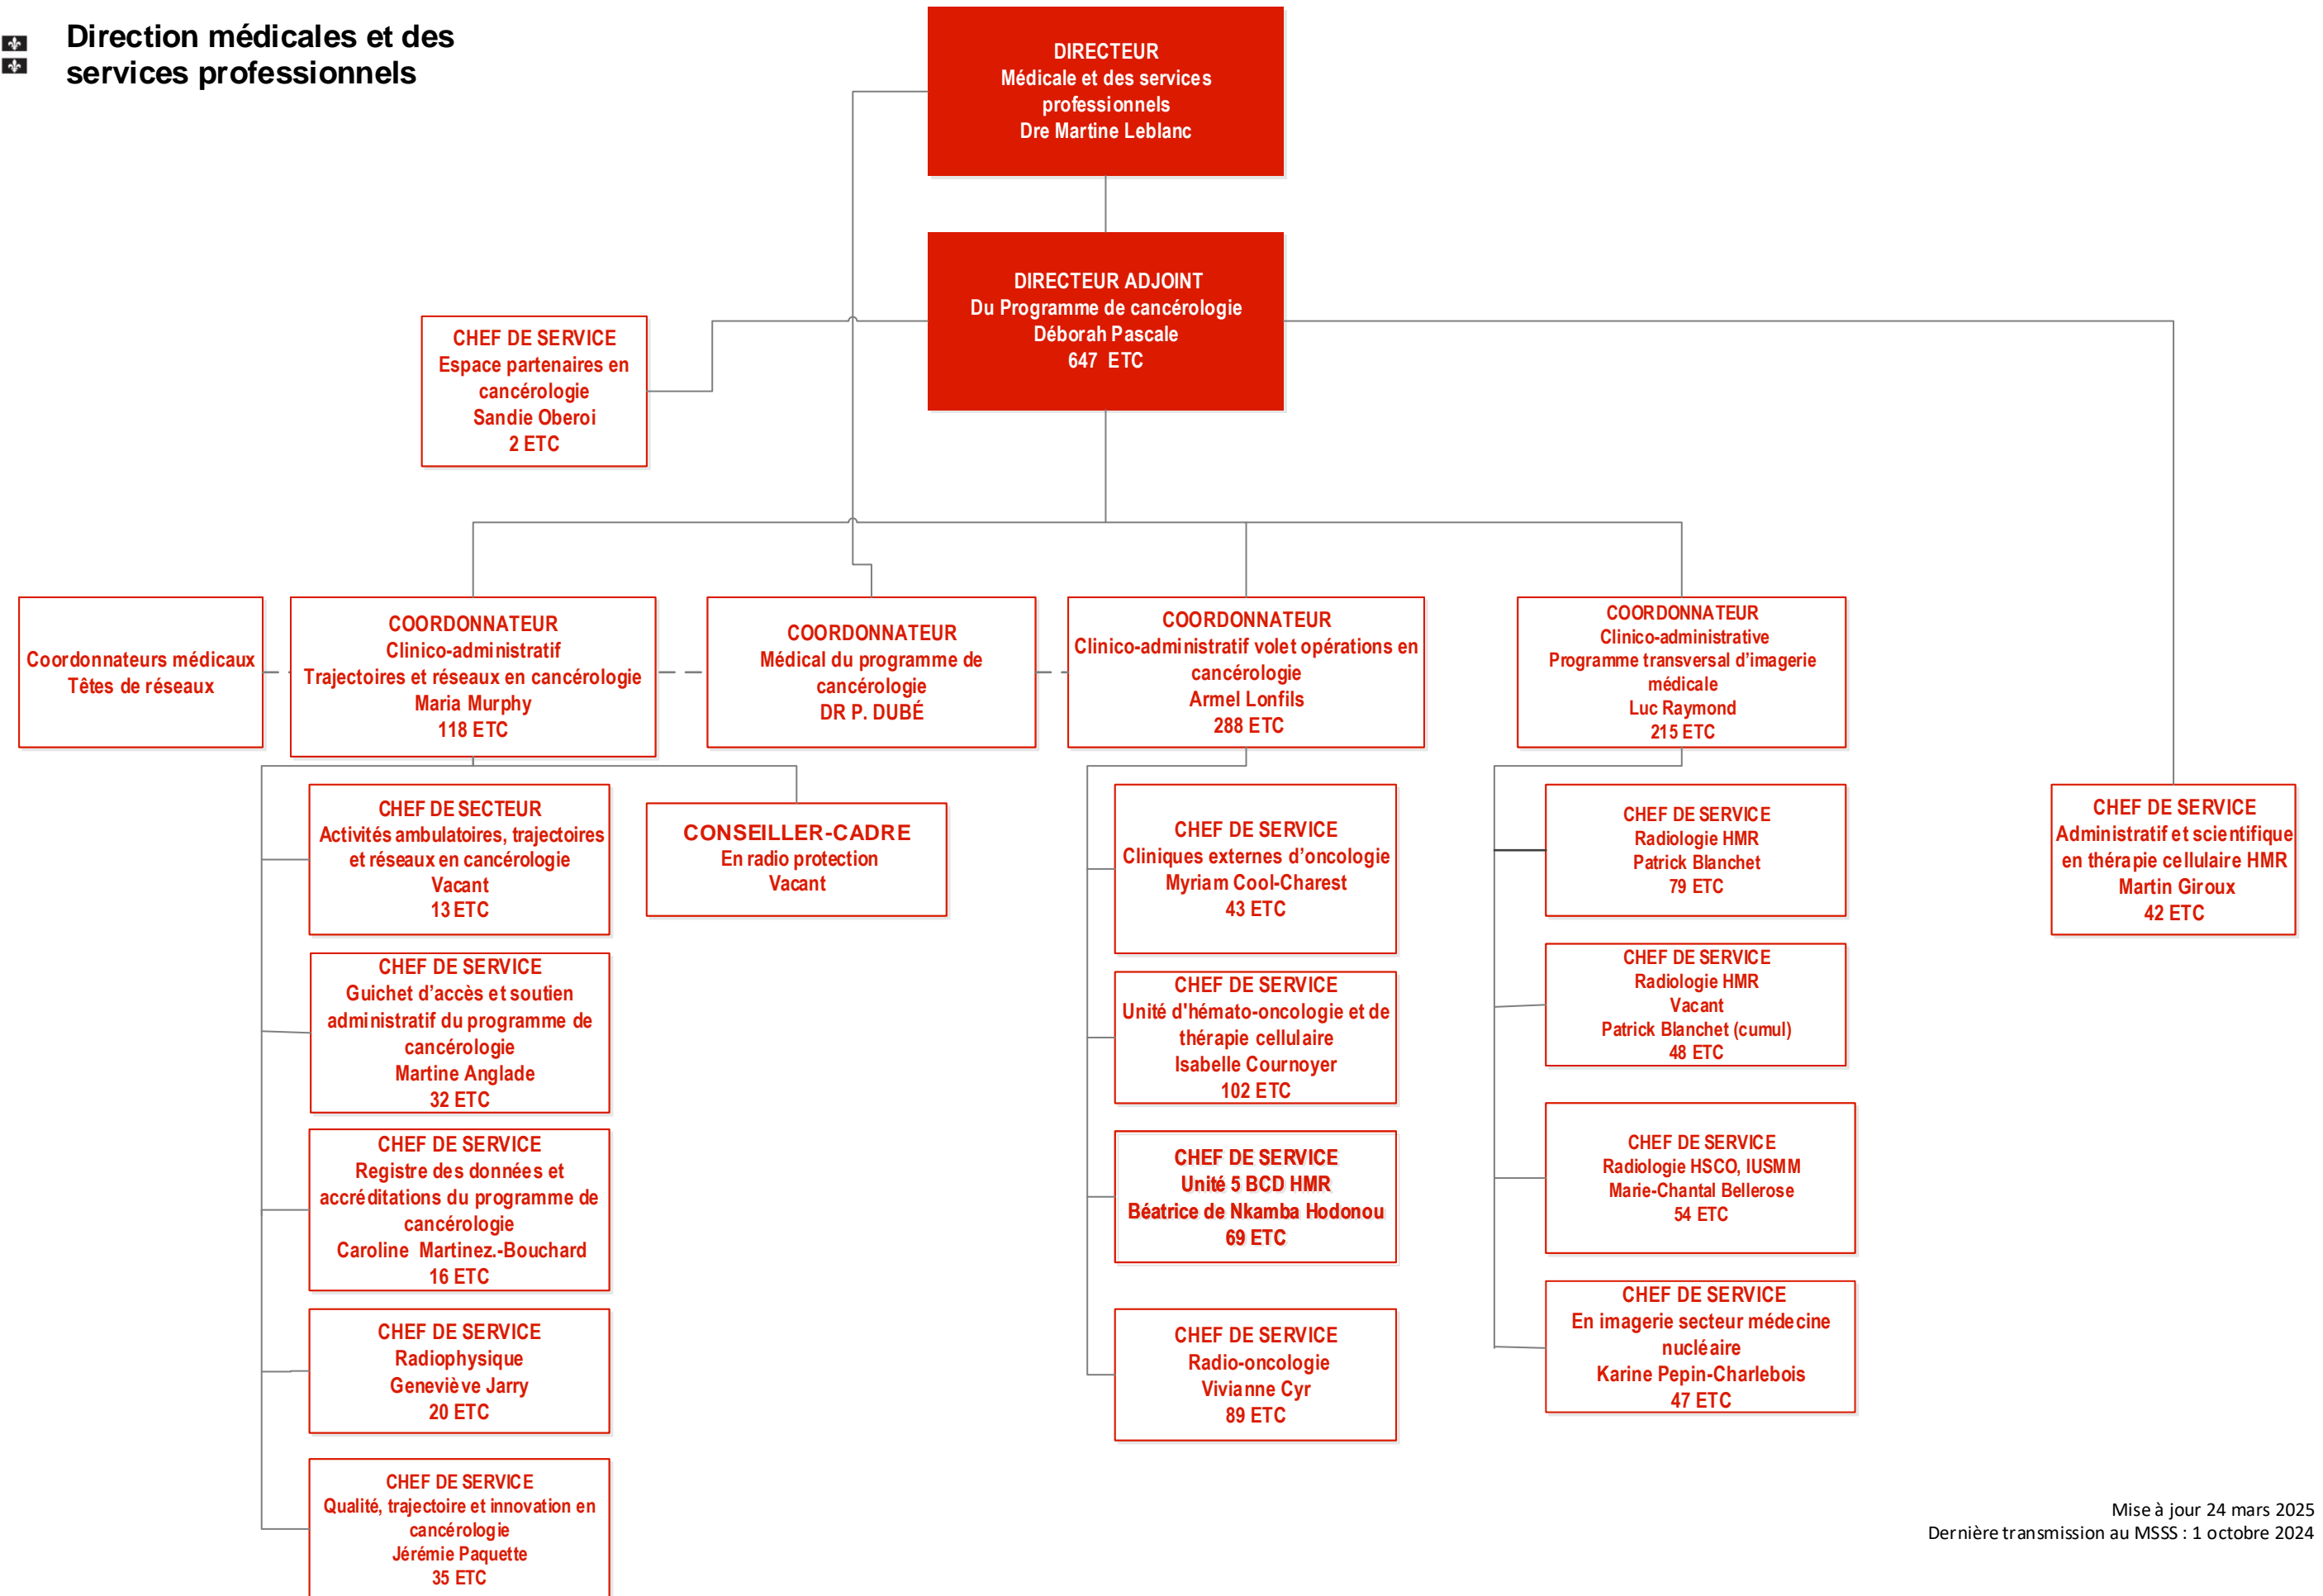 Direction médicales et des
services professionnels
DIRECTEUR
Médicale et des services
professionnels
Dre Martine Leblanc
DIRECTEUR ADJOINT
Du Programme de cancérologie
Déborah Pascale
647 ETC
CHEF DE SERVICE
Espace partenaires en
cancérologie
Sandie Oberoi
2 ETC
Coordonnateurs médicaux
Têtes de réseaux
COORDONNATEUR
Clinico-administratif
Trajectoires et réseaux en cancérologie
Maria Murphy
118 ETC
COORDONNATEUR
Médical du programme de
cancérologie
DR P. DUBÉ
COORDONNATEUR
Clinico-administratif volet opérations en
cancérologie
Armel Lonfils
288 ETC
COORDONNATEUR
Clinico-administrative
Programme transversal d’imagerie
médicale
Luc Raymond
215 ETC
CHEF DE SECTEUR
Activités ambulatoires, trajectoires
et réseaux en cancérologie
Vacant
13 ETC
CONSEILLER-CADRE
En radio protection
Vacant
CHEF DE SERVICE
Guichet d’accès et soutien
administratif du programme de
cancérologie
Martine Anglade
32 ETC
CHEF DE SERVICE
Registre des données et
accréditations du programme de
cancérologie
Caroline Martinez.-Bouchard
16 ETC
CHEF DE SERVICE
Radiophysique
Geneviève Jarry
20 ETC
CHEF DE SERVICE
Qualité, trajectoire et innovation en
cancérologie
Jérémie Paquette
35 ETC
CHEF DE SERVICE
Cliniques externes d’oncologie
Myriam Cool-Charest
43 ETC
CHEF DE SERVICE
Unité d'hémato-oncologie et de
thérapie cellulaire
Isabelle Cournoyer
102 ETC
CHEF DE SERVICE
Unité 5 BCD HMR
Béatrice de Nkamba Hodonou
69 ETC
CHEF DE SERVICE
Radio-oncologie
Vivianne Cyr
89 ETC
CHEF DE SERVICE
Radiologie HMR
Patrick Blanchet
79 ETC
CHEF DE SERVICE
Radiologie HMR
Vacant
Patrick Blanchet (cumul)
48 ETC
CHEF DE SERVICE
Radiologie HSCO, IUSMM
Marie-Chantal Bellerose
54 ETC
CHEF DE SERVICE
En imagerie secteur médecine
nucléaire
Karine Pepin-Charlebois
47 ETC
CHEF DE SERVICE
Administratif et scientifique
en thérapie cellulaire HMR
Martin Giroux
42 ETC
Mise à jour 24 mars 2025
Dernière transmission au MSSS : 1 octobre 2024